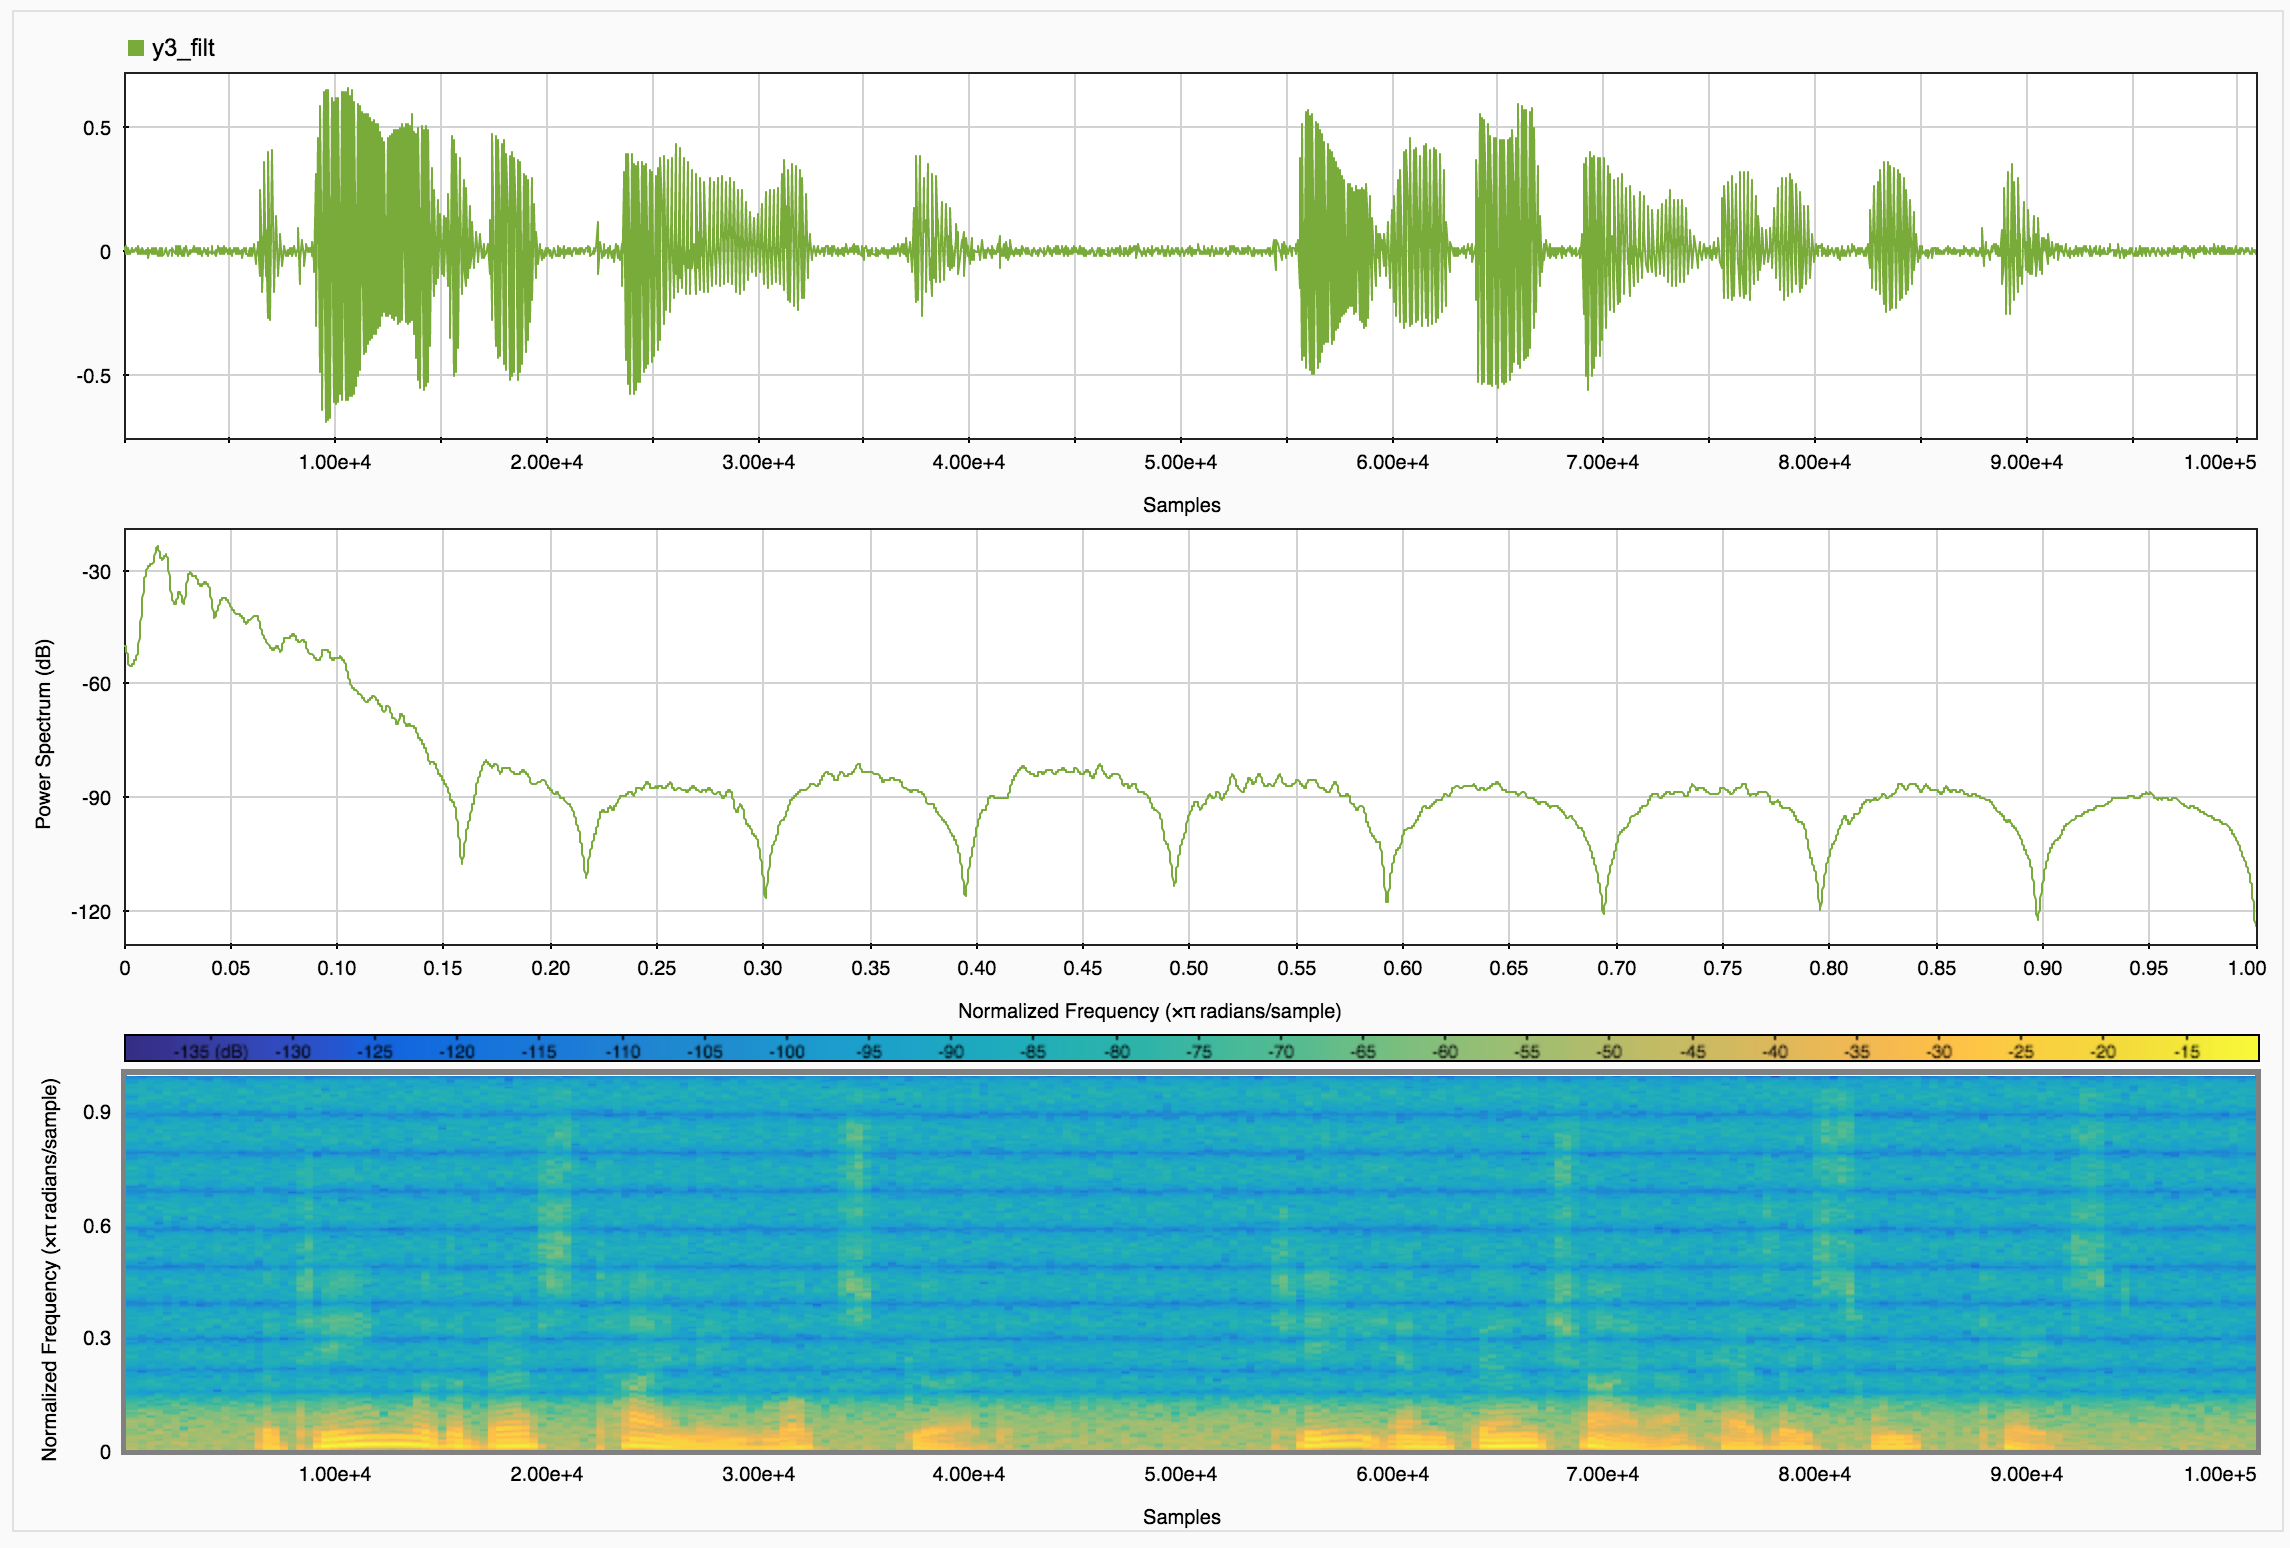 y3_filt
0.5
0
-0.5
1.00e+4 2.00e+4 3.00e+4 4.00e+4 5.00e+4 6.00e+4 7.00e+4 8.00e+4 9.00e+4 1.00e+5
Samples
Power Spectrum (dB)
-30
-60
-90
-120
0 0.05 0.10 0.15 0.20 0.25 0.30 0.35 0.40 0.45 0.50 0.55 0.60 0.65 0.70 0.75 0.80 0.85 0.90 0.95 1.00
Normalized Frequency (×π radians/sample)
-135 (dB) -130 -125 -120 -115 -110 -105 -100 -95 -90 -85 -80 -75 -70 -65 -60 -55 -50 -45 -40 -35 -30 -25 -20 -15
Normalized Frequency (×π radians/sample)
0.9
0.6
0.3
0
1.00e+4 2.00e+4 3.00e+4 4.00e+4 5.00e+4 6.00e+4 7.00e+4 8.00e+4 9.00e+4 1.00e+5
Samples